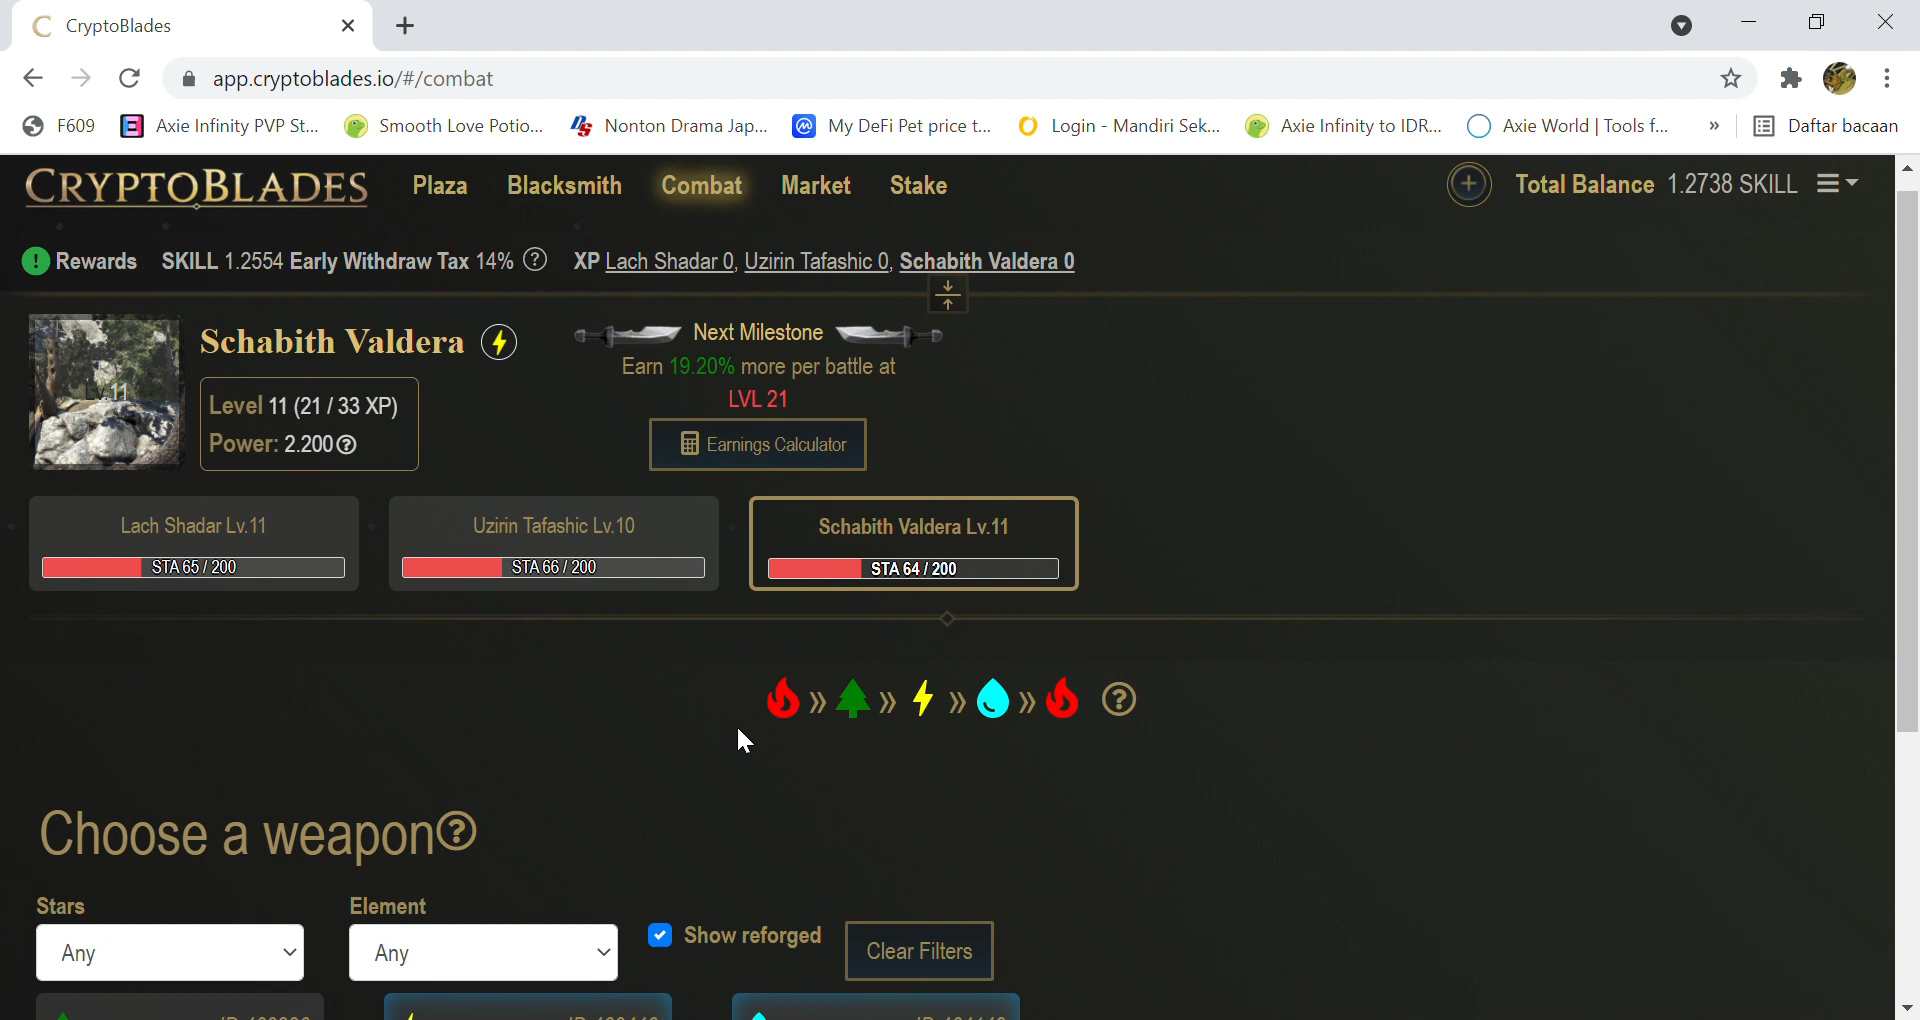 CryptoBlades
app.cryptoblades.io/#/combat
F609
Axie Infinity PVP St...
Smooth Love Potio...
Nonton Drama Jap...
My DeFi Pet price t...
Login - Mandiri Sek...
Axie Infinity to IDR...
Axie World | Tools f...
»
Daftar bacaan
CRYPTOBLADES
Plaza
Blacksmith
Combat
Market
Stake
Total Balance 1.2738 SKILL
! Rewards SKILL 1.2554 Early Withdraw Tax 14% ? XP Lach Shadar 0, Uzirin Tafashic 0, Schabith Valdera 0
Schabith Valdera
Level 11 (21 / 33 XP)
Power: 2.200 ?
Next Milestone
Earn 19.20% more per battle at
LVL 21
Earnings Calculator
Lach Shadar Lv.11
STA 65 / 200
Uzirin Tafashic Lv.10
STA 66 / 200
Schabith Valdera Lv.11
STA 64 / 200
» » » » ?
Choose a weapon ?
Stars
Any
Element
Any
Show reforged
Clear Filters